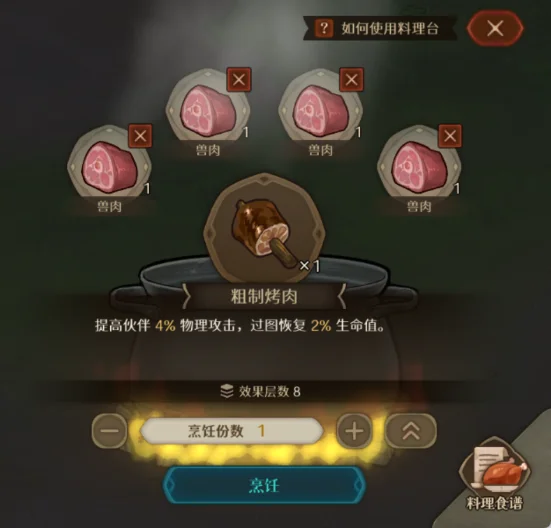 ? 如何使用料理台
1
兽肉
1
兽肉
1
兽肉
1
兽肉
×1
粗制烤肉
提高伙伴 4% 物理攻击，过图恢复 2% 生命值。
效果层数 8
烹饪份数 1
烹饪
料理食谱